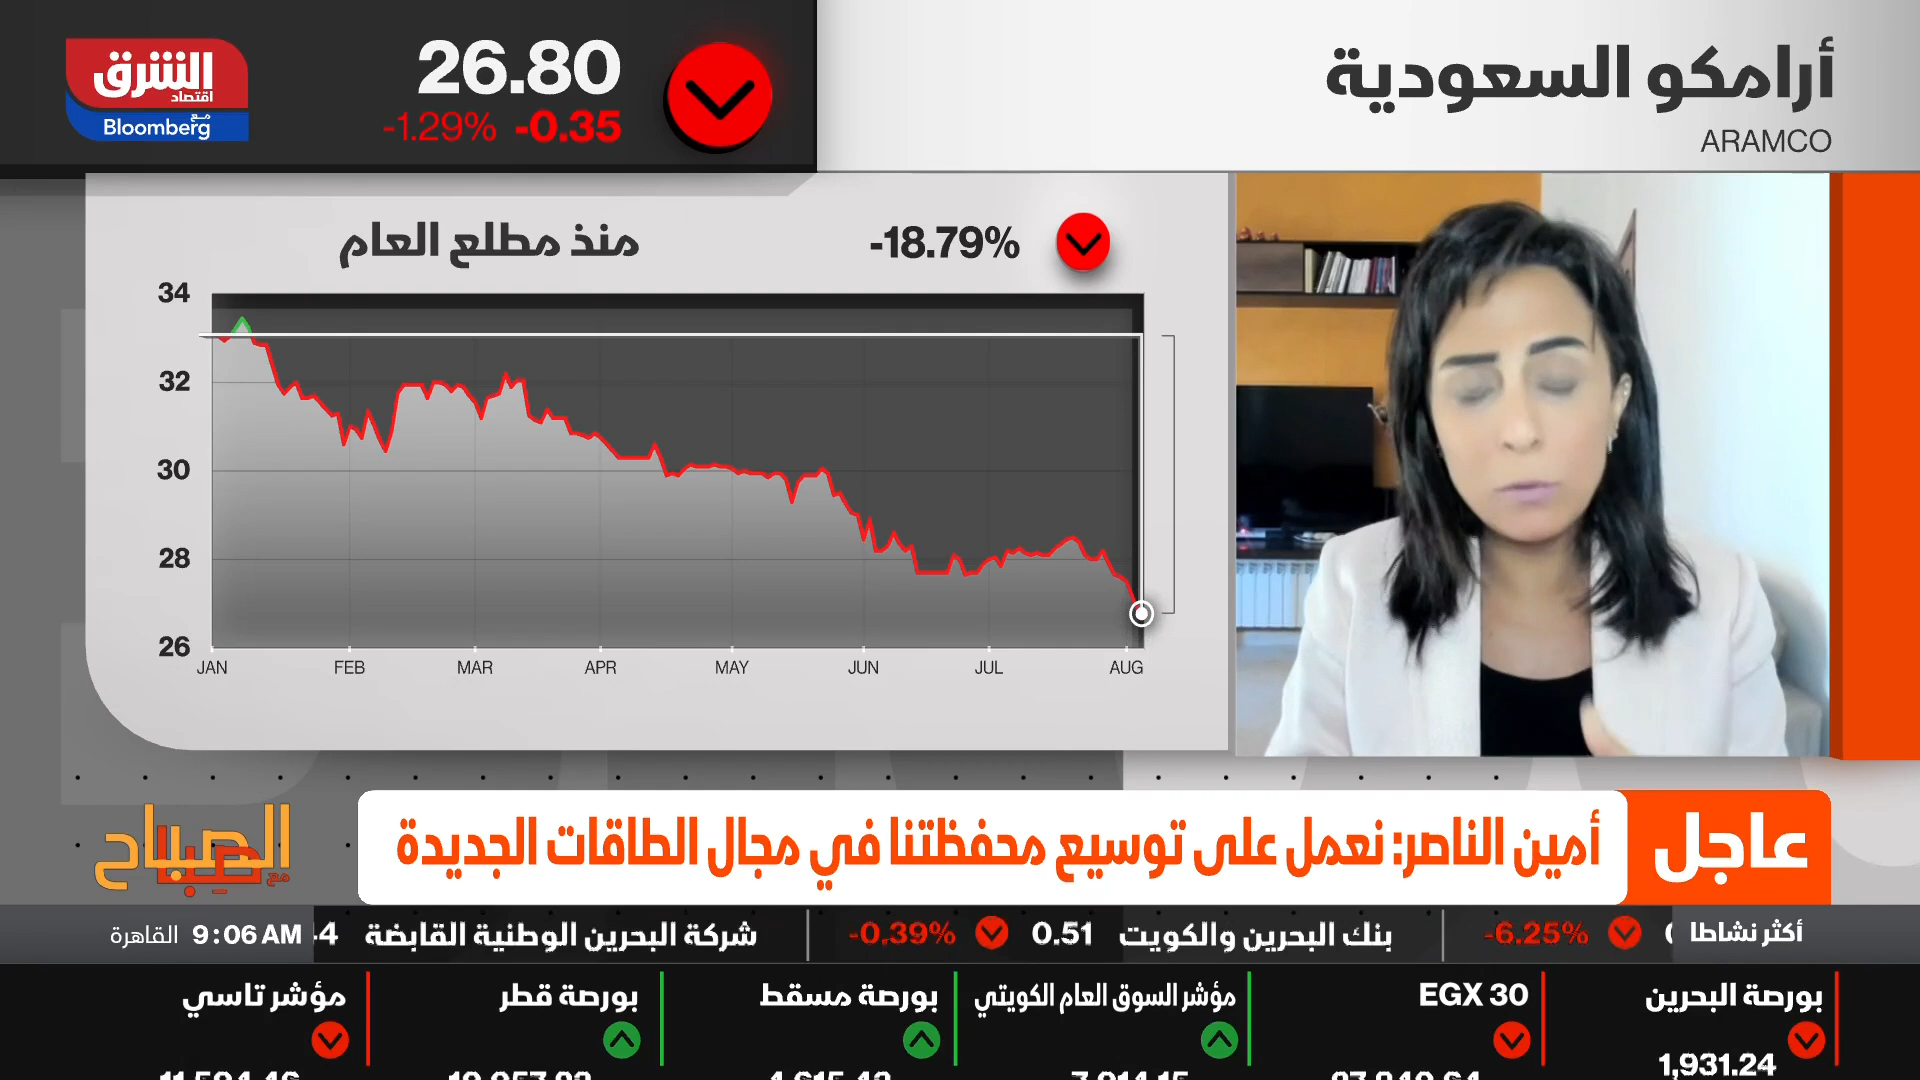 الشرق
اقتصاد
مع
Bloomberg
26.80
-1.29% -0.35
أرامكو السعودية
ARAMCO
منذ مطلع العام
-18.79%
34
32
30
28
26
JAN FEB MAR APR MAY JUN JUL AUG
الصباح
مع صبا
عاجل
أمين الناصر: نعمل على توسيع محفظتنا في مجال الطاقات الجديدة
أكثر نشاطا
-6.25%
بنك البحرين والكويت 0.51 -0.39%
شركة البحرين الوطنية القابضة
9:06 AM القاهرة
بورصة البحرين
1,931.24
EGX 30
مؤشر السوق العام الكويتي
بورصة مسقط
بورصة قطر
مؤشر تاسي